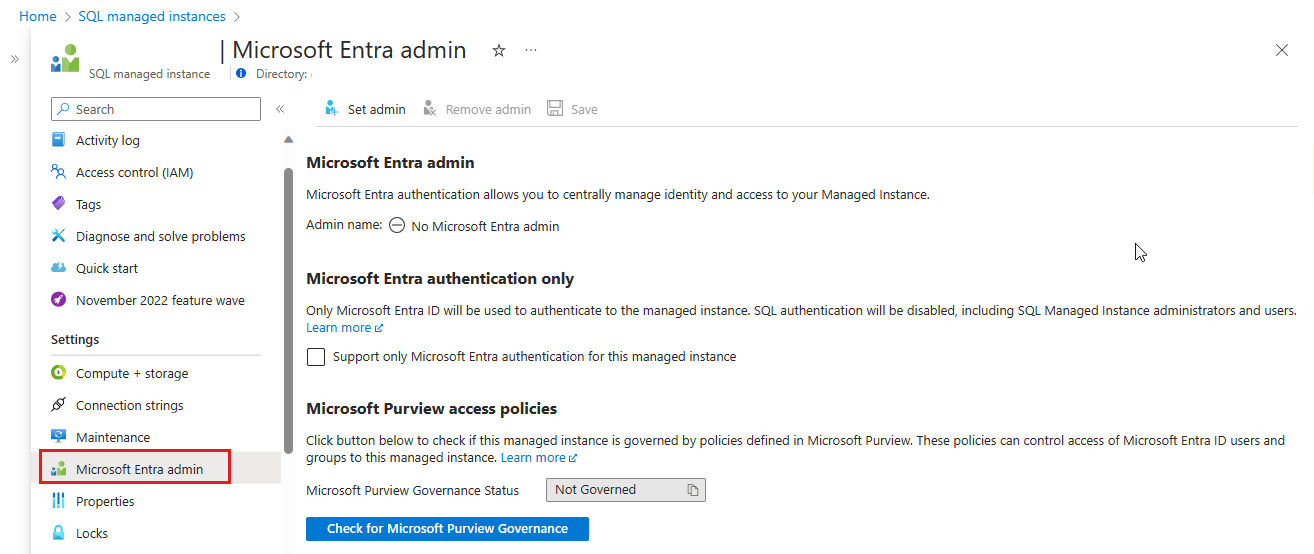 Home > SQL managed instances >
| Microsoft Entra admin
SQL managed instance
Directory:
Search
Activity log
Access control (IAM)
Tags
Diagnose and solve problems
Quick start
November 2022 feature wave
Settings
Compute + storage
Connection strings
Maintenance
Microsoft Entra admin
Properties
Locks
Set admin
Remove admin
Save
Microsoft Entra admin
Microsoft Entra authentication allows you to centrally manage identity and access to your Managed Instance.
Admin name: No Microsoft Entra admin
Microsoft Entra authentication only
Only Microsoft Entra ID will be used to authenticate to the managed instance. SQL authentication will be disabled, including SQL Managed Instance administrators and users.
Learn more
Support only Microsoft Entra authentication for this managed instance
Microsoft Purview access policies
Click button below to check if this managed instance is governed by policies defined in Microsoft Purview. These policies can control access of Microsoft Entra ID users and
groups to this managed instance. Learn more
Microsoft Purview Governance Status
Not Governed
Check for Microsoft Purview Governance